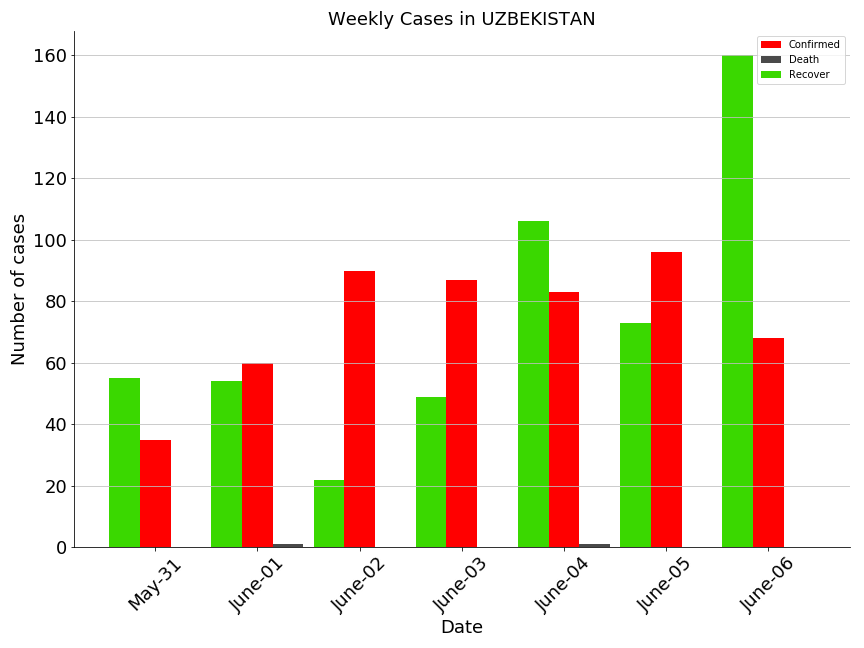 Weekly Cases in UZBEKISTAN
Confirmed
Death
Recover
Number of cases
160
140
120
100
80
60
40
20
0
May-31
June-01
June-02
June-03
June-04
June-05
June-06
Date